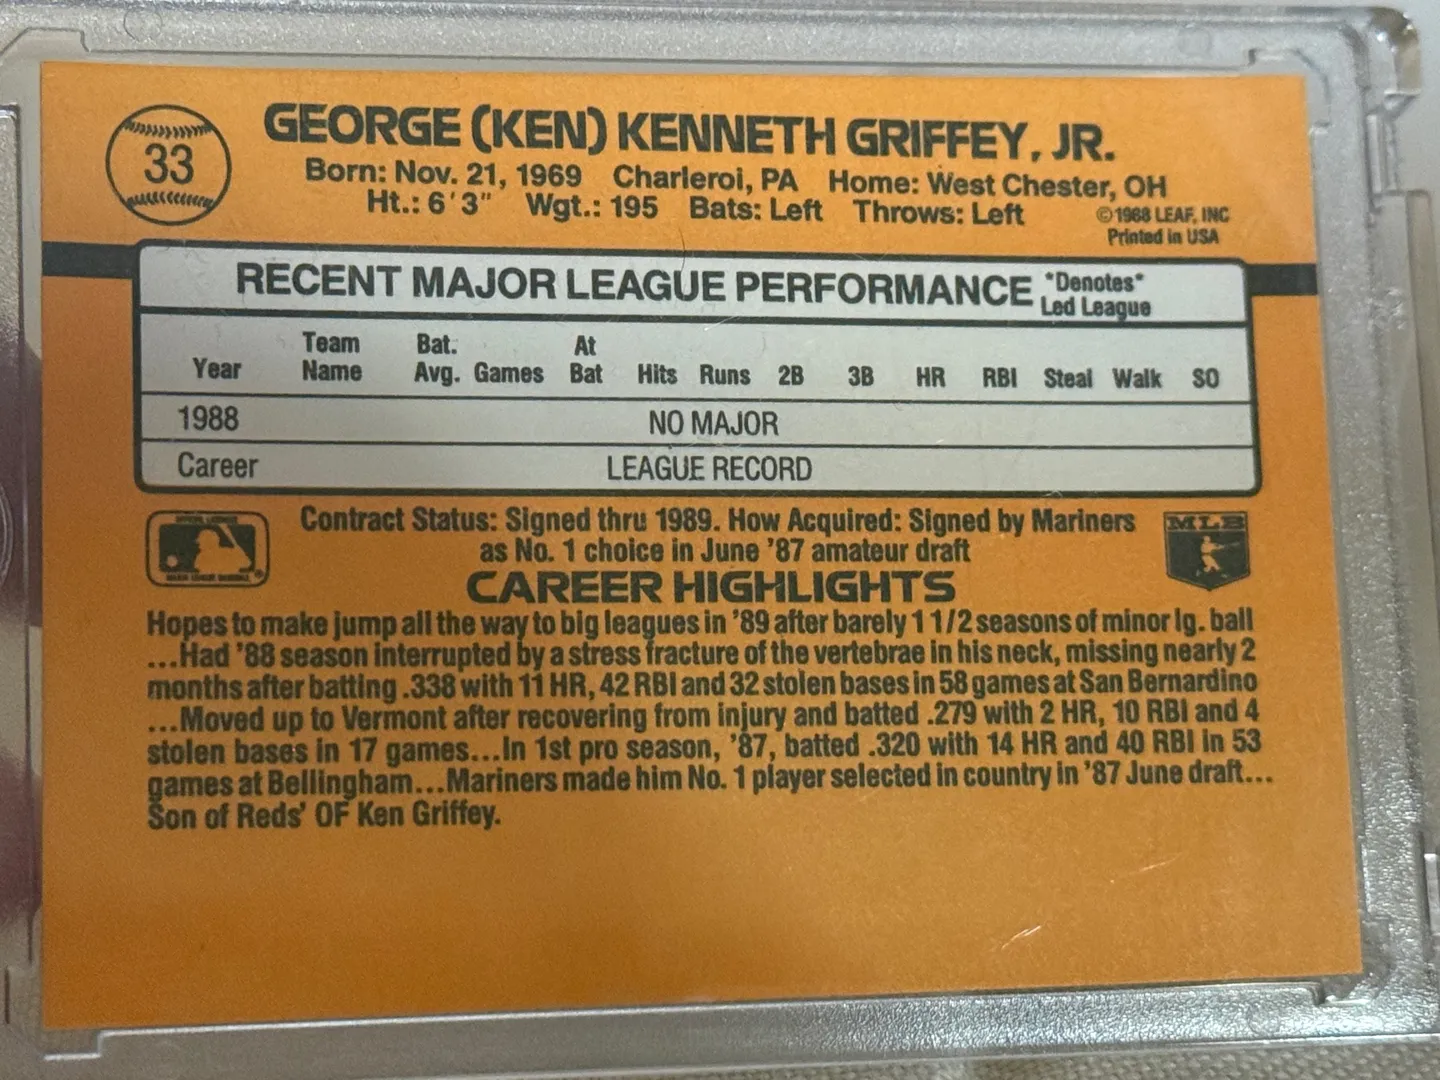 33
GEORGE (KEN) KENNETH GRIFFEY, JR.
Born: Nov. 21, 1969 Charleroi, PA Home: West Chester, OH
Ht.: 6'3" Wgt.: 195 Bats: Left Throws: Left
©1988 LEAF, INC
Printed in USA
RECENT MAJOR LEAGUE PERFORMANCE *Denotes*
Led League
Year Team Name Bat. Avg. Games At Bat Hits Runs 2B 3B HR RBI Steal Walk SO
1988 NO MAJOR
Career LEAGUE RECORD
Contract Status: Signed thru 1989. How Acquired: Signed by Mariners
as No. 1 choice in June '87 amateur draft
MLB
MAJOR LEAGUE BASEBALL
CAREER HIGHLIGHTS
Hopes to make jump all the way to big leagues in '89 after barely 1 1/2 seasons of minor lg. ball
...Had '88 season interrupted by a stress fracture of the vertebrae in his neck, missing nearly 2
months after batting .338 with 11 HR, 42 RBI and 32 stolen bases in 58 games at San Bernardino
...Moved up to Vermont after recovering from injury and batted .279 with 2 HR, 10 RBI and 4
stolen bases in 17 games...In 1st pro season, '87, batted .320 with 14 HR and 40 RBI in 53
games at Bellingham...Mariners made him No. 1 player selected in country in '87 June draft...
Son of Reds' OF Ken Griffey.